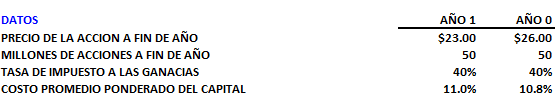 DATOS AÑO 1 AÑO 0
PRECIO DE LA ACCION A FIN DE AÑO $23.00 $26.00
MILLONES DE ACCIONES A FIN DE AÑO 50 50
TASA DE IMPUESTO A LAS GANACIAS 40% 40%
COSTO PROMEDIO PONDERADO DEL CAPITAL 11.0% 10.8%